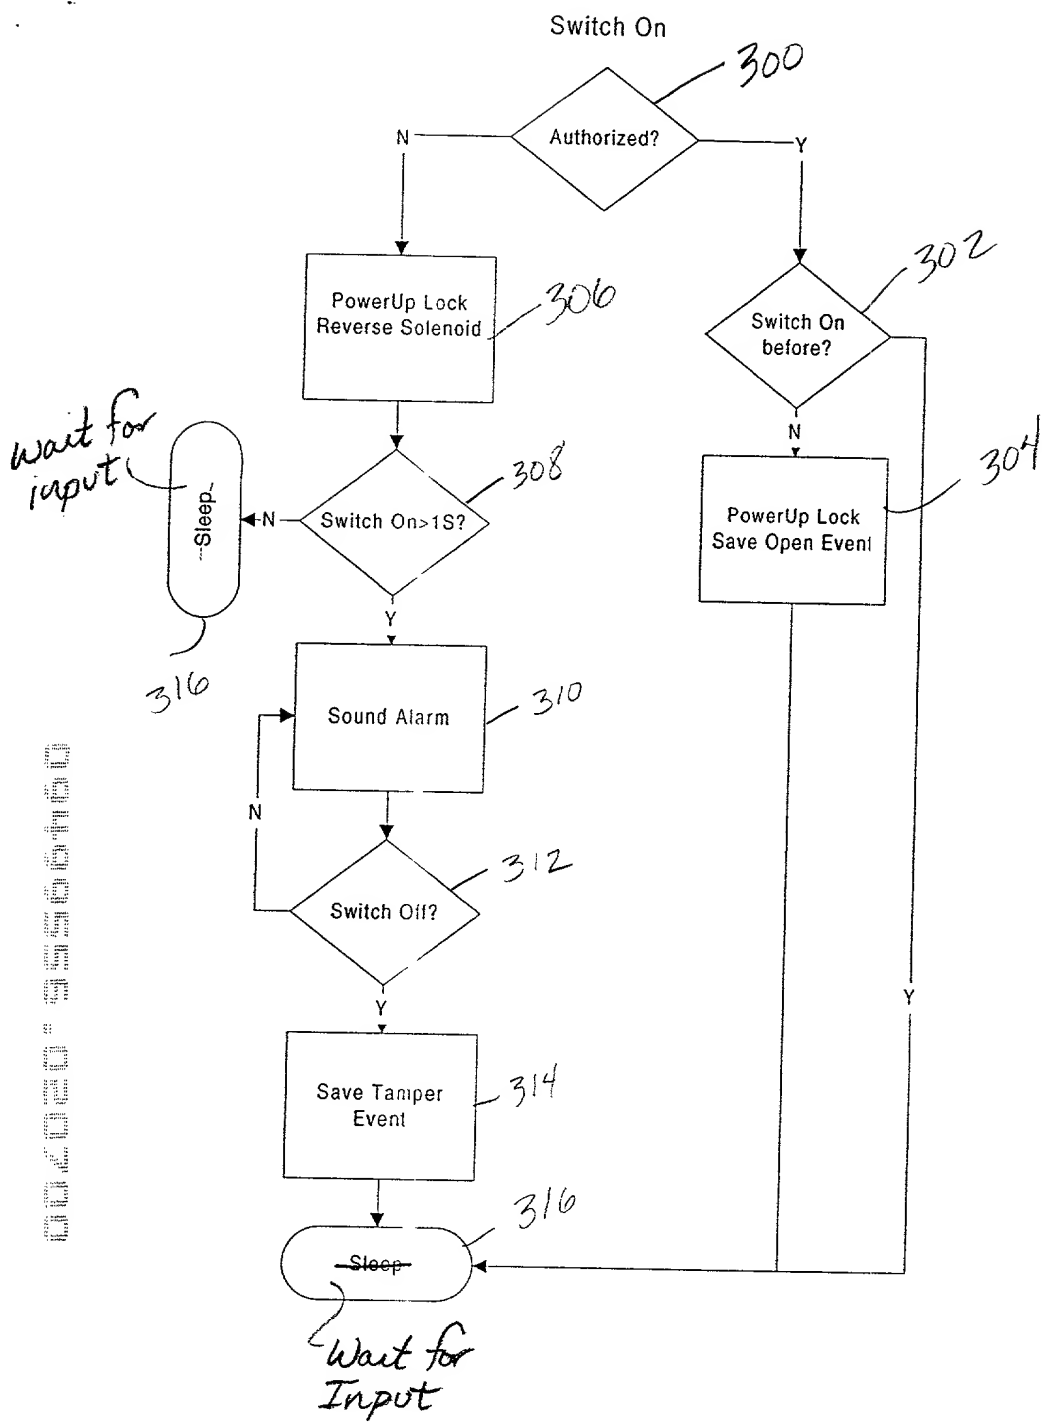 Switch On
300
Authorized?
N
Y
302
306
PowerUp Lock
Reverse Solenoid
Switch On
before?
wait for
input
N
304
308
Sleep
N
Switch On>1S?
PowerUp Lock
Save Open Event
Y
316
310
Sound Alarm
N
312
Switch Off?
Y
Y
314
Save Tamper
Event
316
Sleep
Wait for
Input